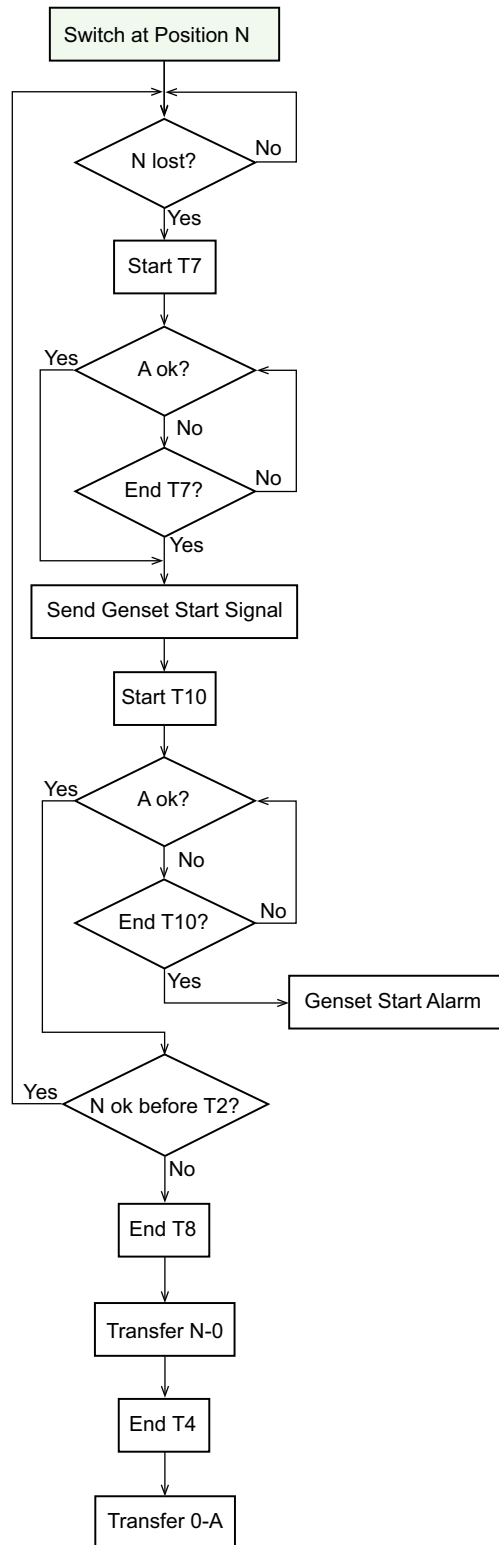 Switch at Position N
N lost?
No
Yes
Start T7
Yes
A ok?
No
End T7?
No
Yes
Send Genset Start Signal
Start T10
Yes
A ok?
No
End T10?
No
Yes
Genset Start Alarm
Yes
N ok before T2?
No
End T8
Transfer N-0
End T4
Transfer 0-A